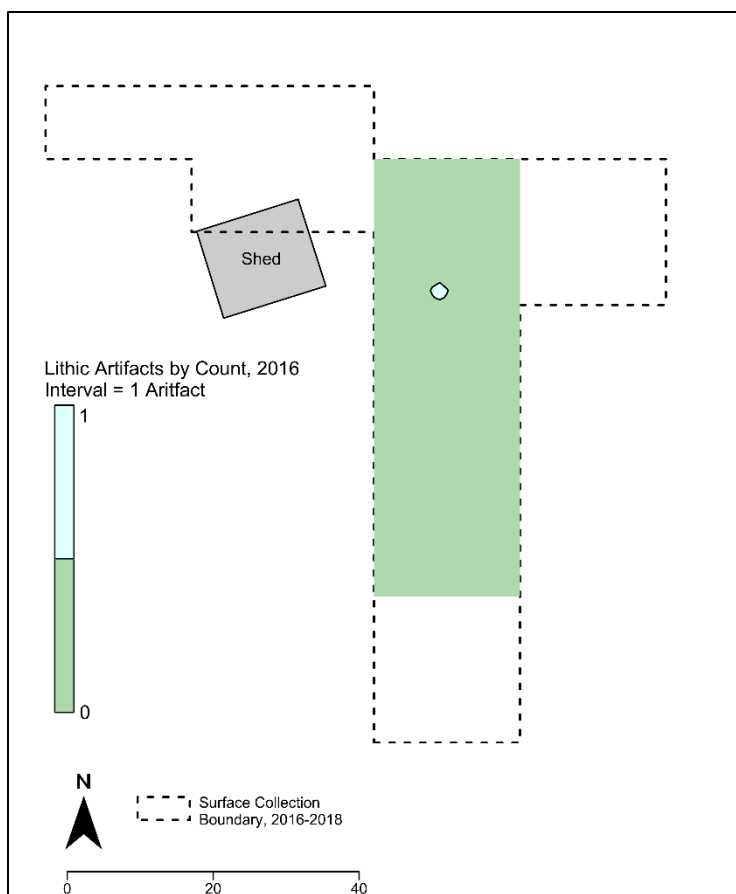 Shed
Lithic Artifacts by Count, 2016
Interval = 1 Aritfact
1
0
N
Surface Collection
Boundary, 2016-2018
0 20 40